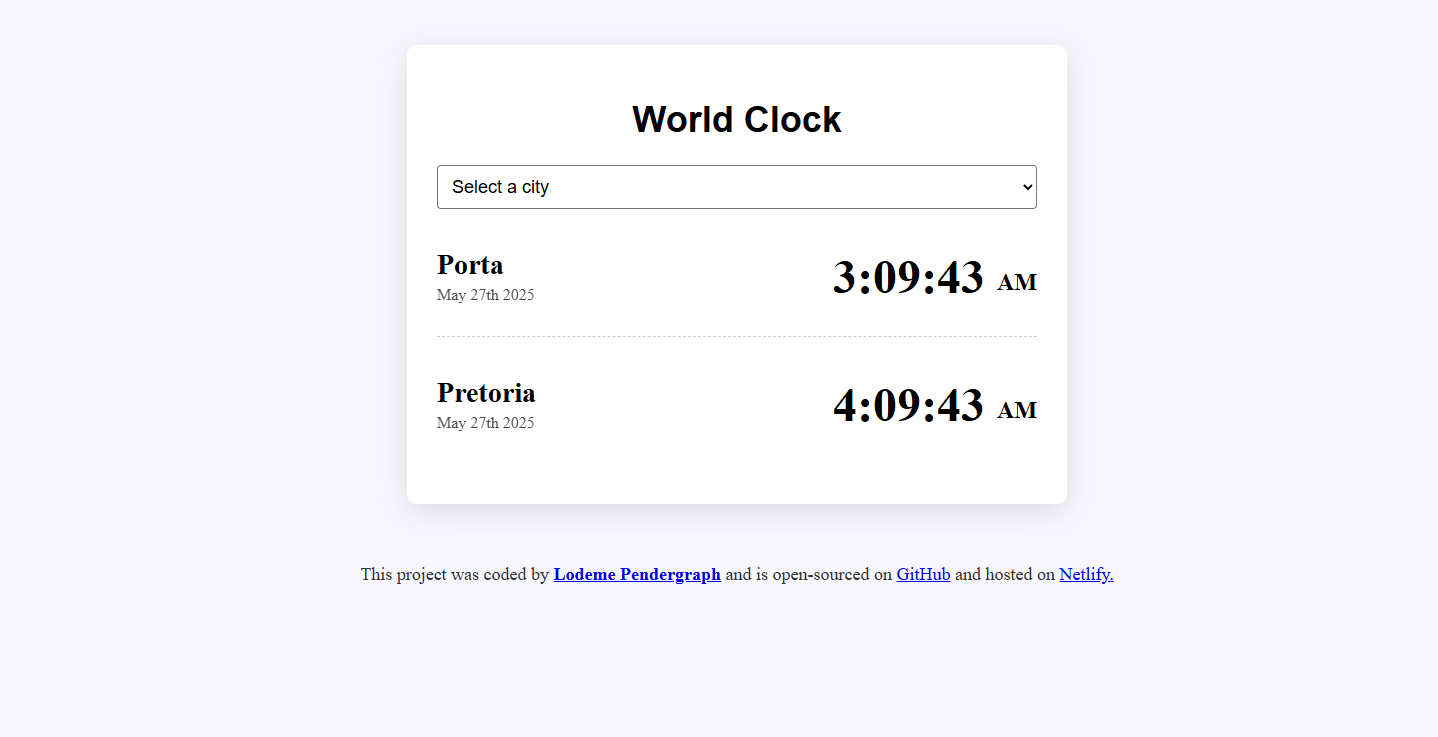 World Clock
Select a city
Porta
May 27th 2025
3:09:43 AM
Pretoria
May 27th 2025
4:09:43 AM
This project was coded by Lodeme Pendergraph and is open-sourced on GitHub and hosted on Netlify.